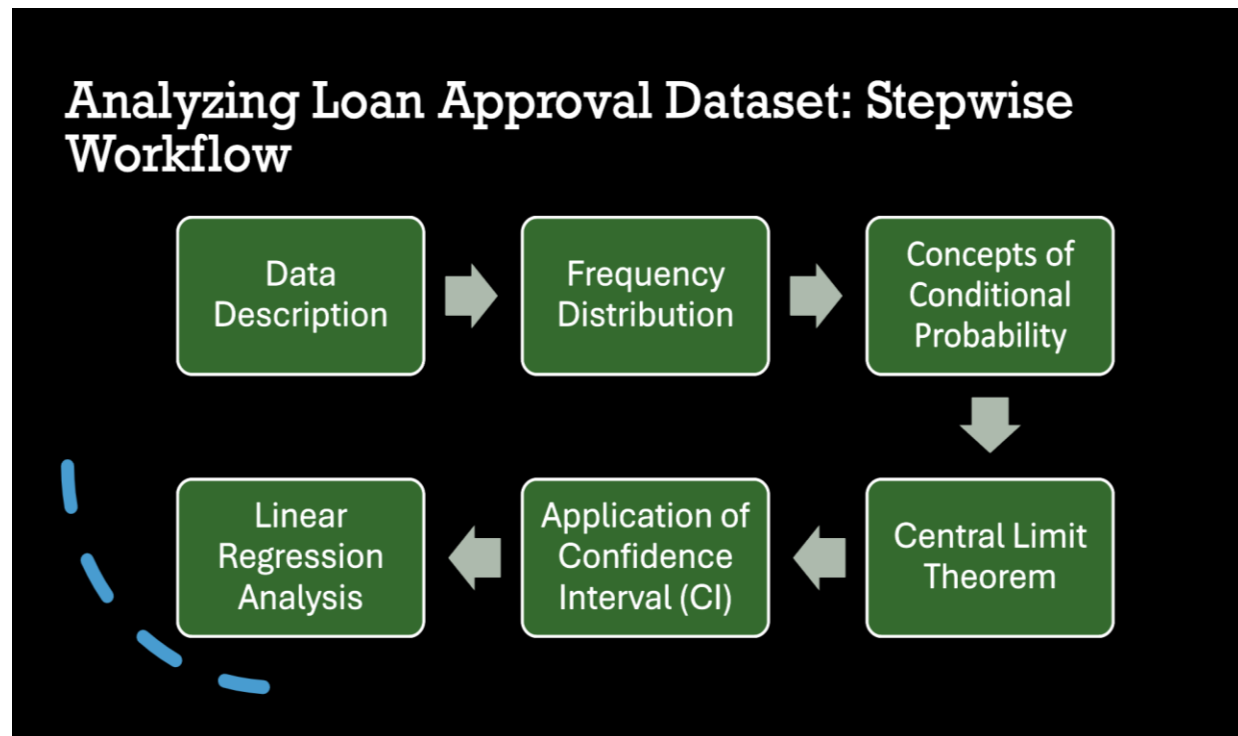 Analyzing Loan Approval Dataset: Stepwise
Workflow
Data
Description
Frequency
Distribution
Concepts of
Conditional
Probability
Central Limit
Theorem
Application of
Confidence
Interval (CI)
Linear
Regression
Analysis